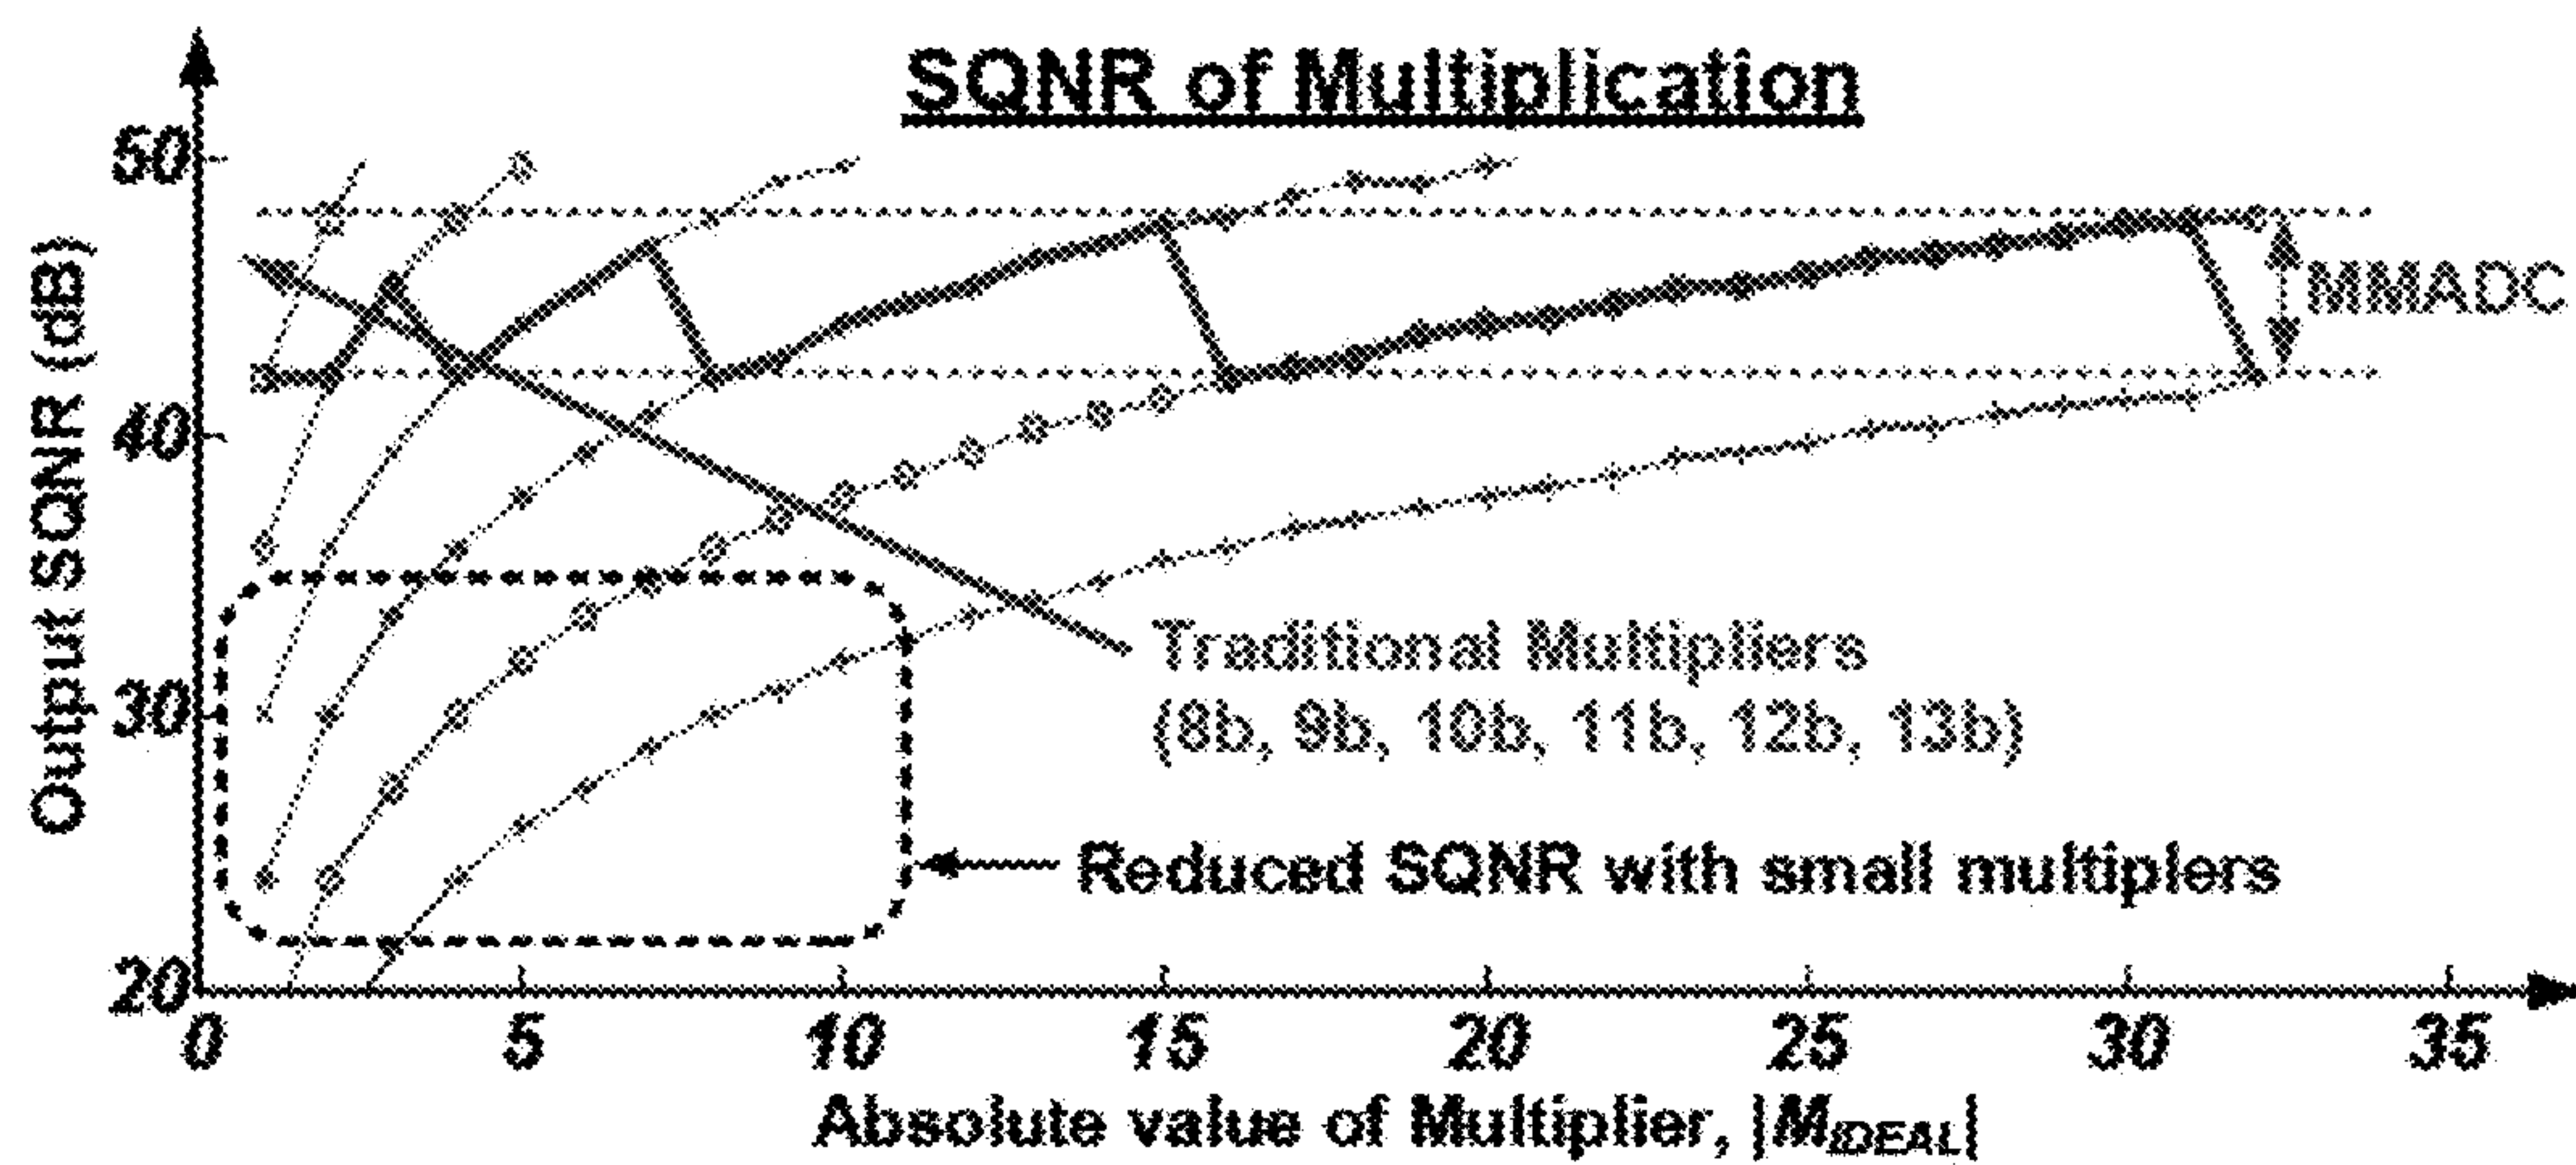 SQNR of Multiplication
50
40
30
20
Output SQNR (dB)
MMADC
Traditional Multipliers
(8b, 9b, 10b, 11b, 12b, 13b)
Reduced SQNR with small multiplers
0 5 10 15 20 25 30 35
Absolute value of Multiplier, |MIDEAL|